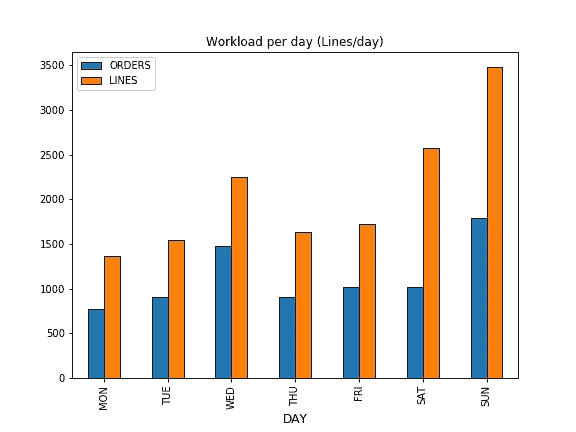 Workload per day (Lines/day)
ORDERS
LINES
3500
3000
2500
2000
1500
1000
500
0
MON
TUE
WED
THU
FRI
SAT
SUN
DAY